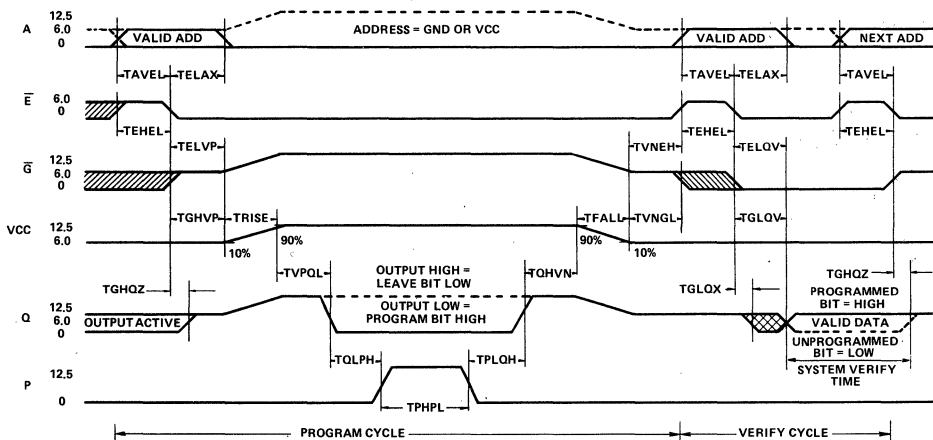 A 12.5 6.0 0 VALID ADD ADDRESS = GND OR VCC VALID ADD NEXT ADD
TAVEL TELAX TAVEL TELAX TAVEL
E 6.0 0
TEHEL TEHEL TEHEL
TELVP TVNEH TELQV
G 12.5 6.0 0
TGHVP TRISE TFALL TVNGL TGLQV
VCC 12.5 6.0
10% 90% 90% 10%
TVPQL OUTPUT HIGH = LEAVE BIT LOW TQHVN
TGHQZ TGLQX TGHQZ
Q 12.5 6.0 0 OUTPUT ACTIVE OUTPUT LOW = PROGRAM BIT HIGH PROGRAMMED BIT = HIGH
VALID DATA
UNPROGRAMMED BIT = LOW
TQLPH TPLQH SYSTEM VERIFY TIME
P 12.5 0
TPHPL
PROGRAM CYCLE VERIFY CYCLE